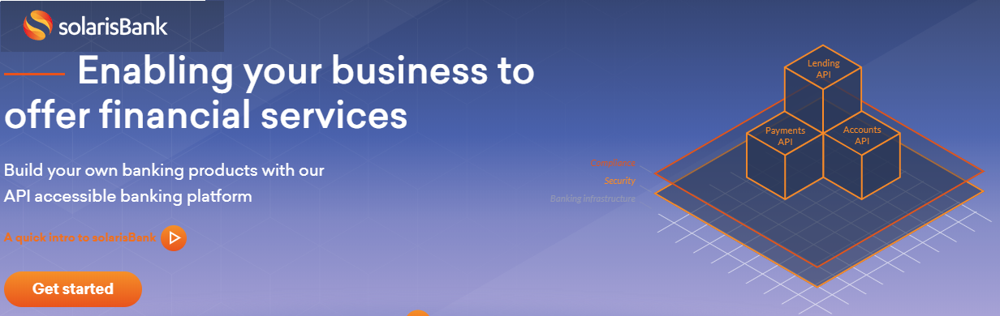 solarisBank
Enabling your business to
offer financial services
Build your own banking products with our
API accessible banking platform
A quick intro to solarisBank
Get started
Lending
API
Payments
API
Accounts
API
Compliance
Security
Banking infrastructure